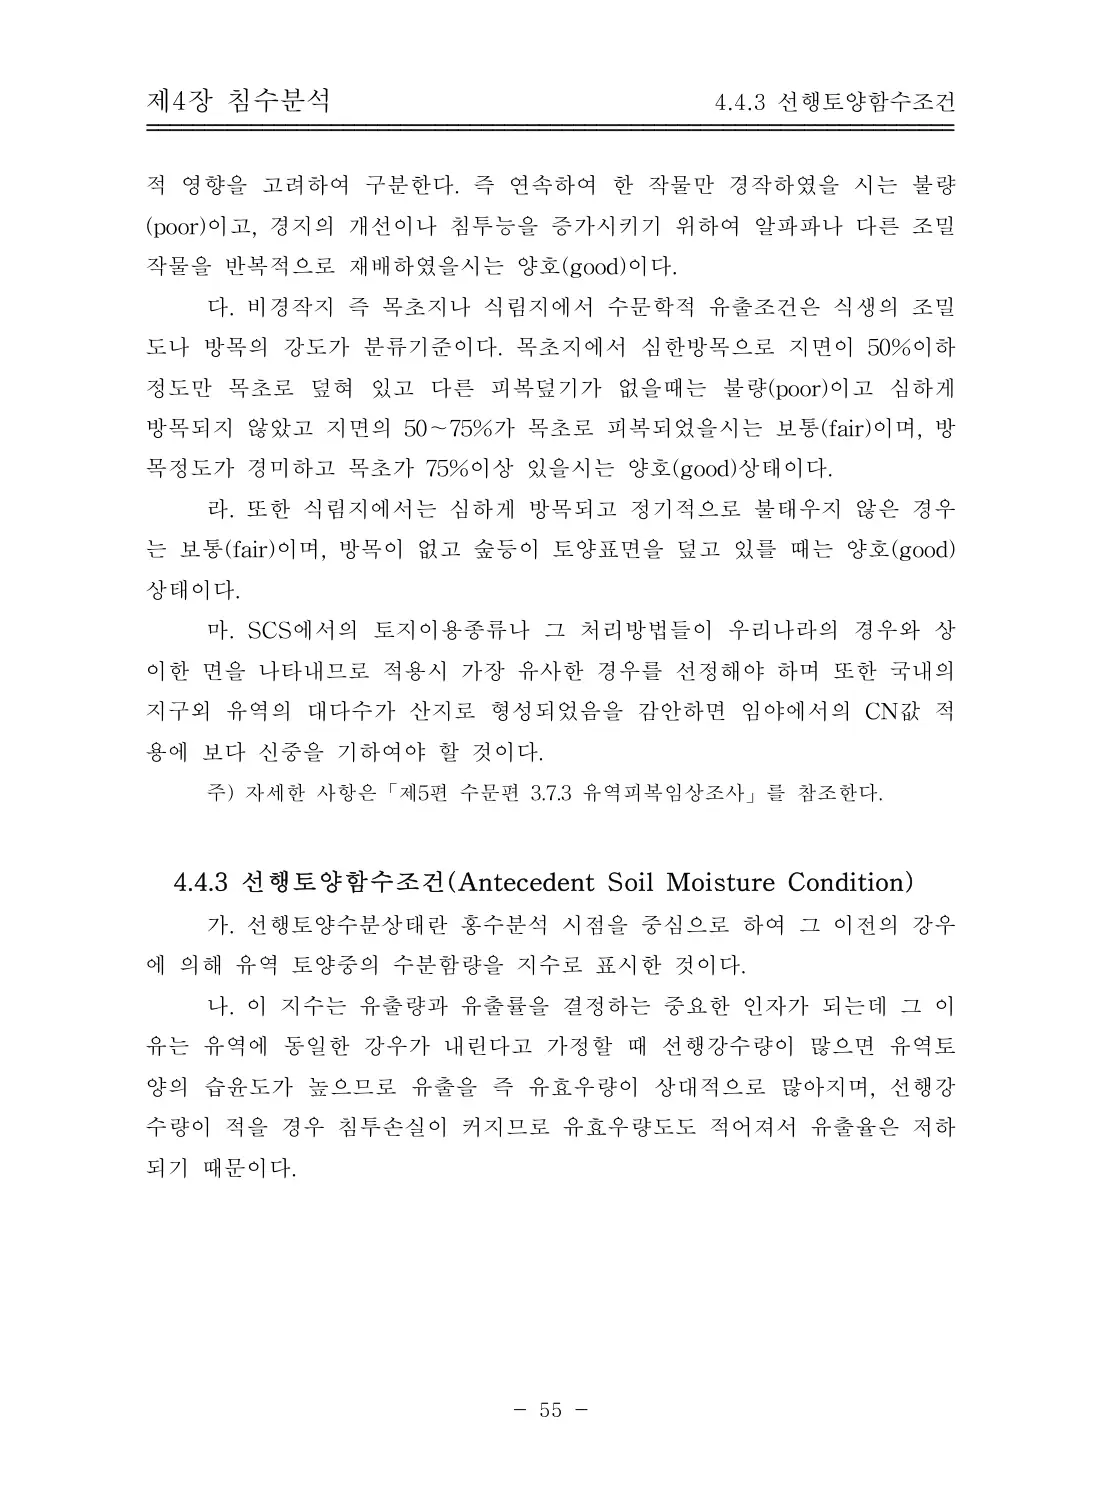 제4장 침수분석
4.4.3 선행토양함수조건
적 영향을 고려하여 구분한다. 즉 연속하여 한 작물만 경작하였을 시는 불량
(poor)이고, 경지의 개선이나 침투능을 증가시키기 위하여 알파파나 다른 조밀
작물을 반복적으로 재배하였을시는 양호(good)이다.
다. 비경작지 즉 목초지나 식림지에서 수문학적 유출조건은 식생의 조밀
도나 방목의 강도가 분류기준이다. 목초지에서 심한방목으로 지면이 50%이하
정도만 목초로 덮혀 있고 다른 피복덮기가 없을때는 불량(poor)이고 심하게
방목되지 않았고 지면의 50～75%가 목초로 피복되었을시는 보통(fair)이며, 방
목정도가 경미하고 목초가 75%이상 있을시는 양호(good)상태이다.
라. 또한 식림지에서는 심하게 방목되고 정기적으로 불태우지 않은 경우
는 보통(fair)이며, 방목이 없고 숲등이 토양표면을 덮고 있를 때는 양호(good)
상태이다.
마. SCS에서의 토지이용종류나 그 처리방법들이 우리나라의 경우와 상
이한 면을 나타내므로 적용시 가장 유사한 경우를 선정해야 하며 또한 국내의
지구외 유역의 대다수가 산지로 형성되었음을 감안하면 임야에서의 CN값 적
용에 보다 신중을 기하여야 할 것이다.
주) 자세한 사항은「제5편 수문편 3.7.3 유역피복임상조사」를 참조한다.
4.4.3 선행토양함수조건(Antecedent Soil Moisture Condition)
가. 선행토양수분상태란 홍수분석 시점을 중심으로 하여 그 이전의 강우
에 의해 유역 토양중의 수분함량을 지수로 표시한 것이다.
나. 이 지수는 유출량과 유출률을 결정하는 중요한 인자가 되는데 그 이
유는 유역에 동일한 강우가 내린다고 가정할 때 선행강수량이 많으면 유역토
양의 습윤도가 높으므로 유출을 즉 유효우량이 상대적으로 많아지며, 선행강
수량이 적을 경우 침투손실이 커지므로 유효우량도도 적어져서 유출율은 저하
되기 때문이다.
- 55 -